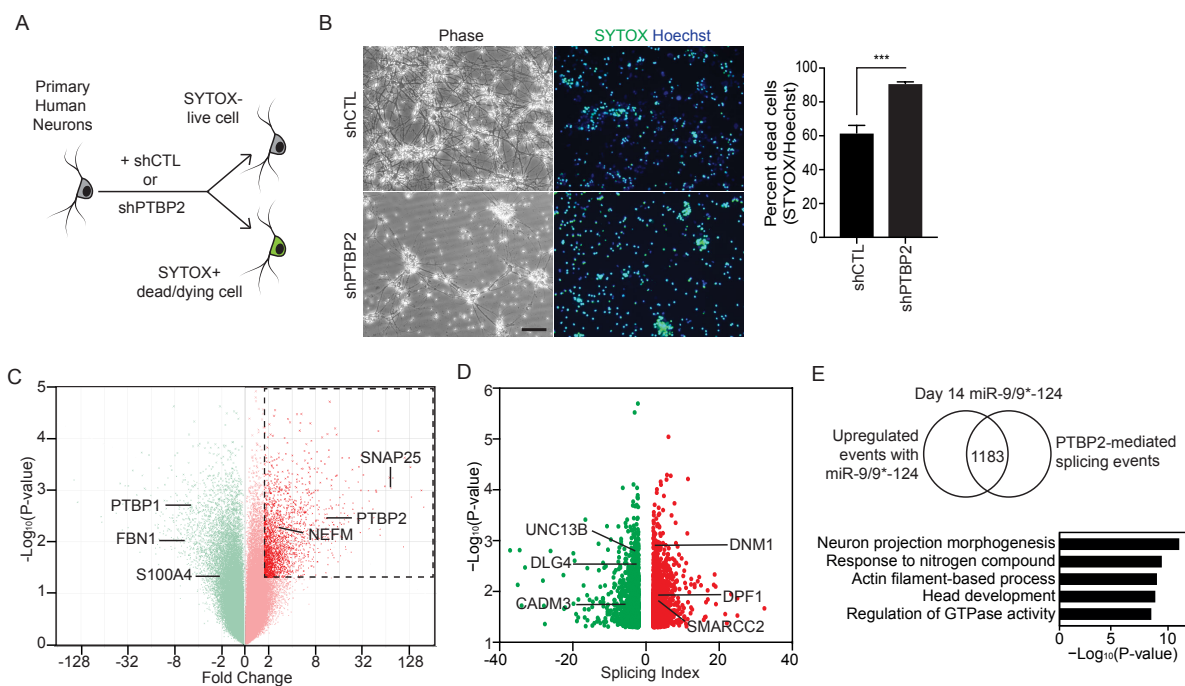 A
Primary
Human
Neurons
+ shCTL
or
shPTBP2
SYTOX-
live cell
SYTOX+
dead/dying cell
B
Phase
SYTOX Hoechst
shCTL
shPTBP2
Percent dead cells
(STYOX/Hoechst)
100
80
60
40
20
0
***
shCTL
shPTBP2
C
-Log10(P-value)
5
4
3
2
1
0
PTBP1
FBN1
S100A4
SNAP25
PTBP2
NEFM
-128 -32 -8 -2 0 2 8 32 128
Fold Change
D
−Log10(P-value)
6
5
4
3
2
1
UNC13B
DLG4
CADM3
DNM1
DPF1
SMARCC2
-40 -20 0 20 40
Splicing Index
E
Day 14 miR-9/9*-124
Upregulated
events with
miR-9/9*-124
1183
PTBP2-mediated
splicing events
Neuron projection morphogenesis
Response to nitrogen compound
Actin filament-based process
Head development
Regulation of GTPase activity
0 5 10
−Log10(P-value)